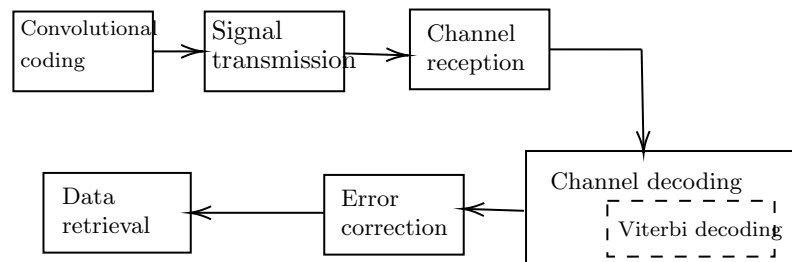 Convolutional
coding
Signal
transmission
Channel
reception
Channel decoding
Viterbi decoding
Error
correction
Data
retrieval